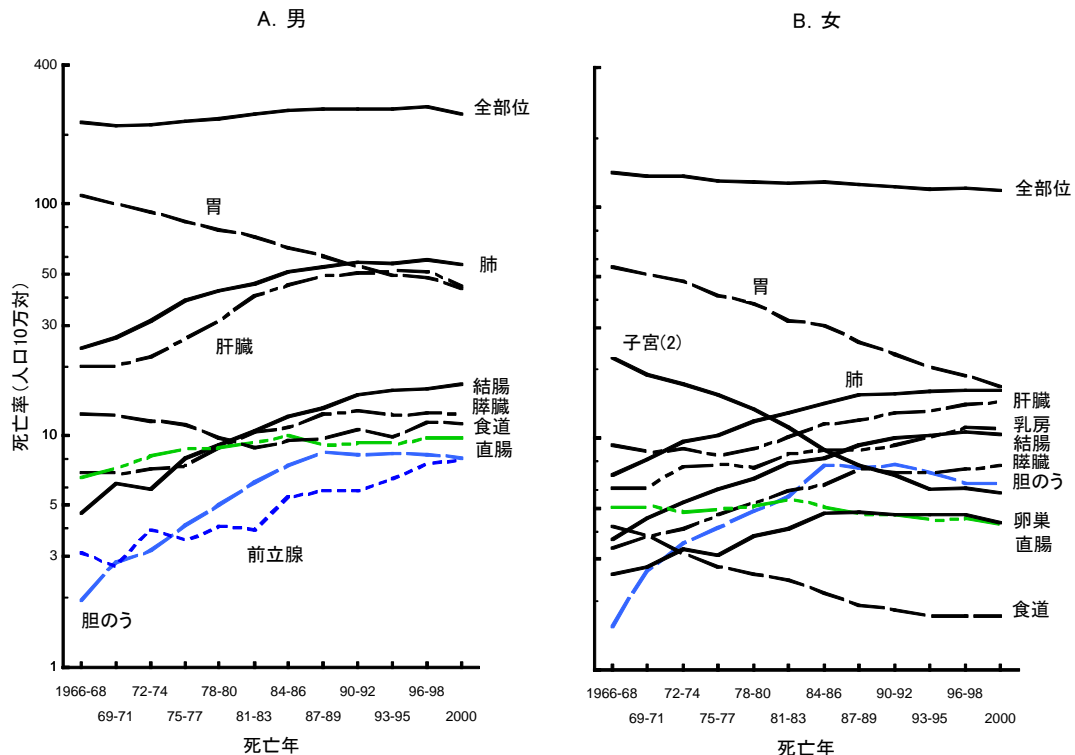 A. 男
400
100
50
30
10
5
3
1
死亡率(人口10万対)
全部位
胃
肺
肝臓
結腸
膵臓
食道
直腸
前立腺
胆のう
1966-68
72-74
78-80
84-86
90-92
96-98
69-71
75-77
81-83
87-89
93-95
2000
死亡年
B. 女
全部位
胃
子宮(2)
肺
肝臓
乳房
結腸
膵臓
胆のう
卵巣
直腸
食道
1966-68
72-74
78-80
84-86
90-92
96-98
69-71
75-77
81-83
87-89
93-95
2000
死亡年